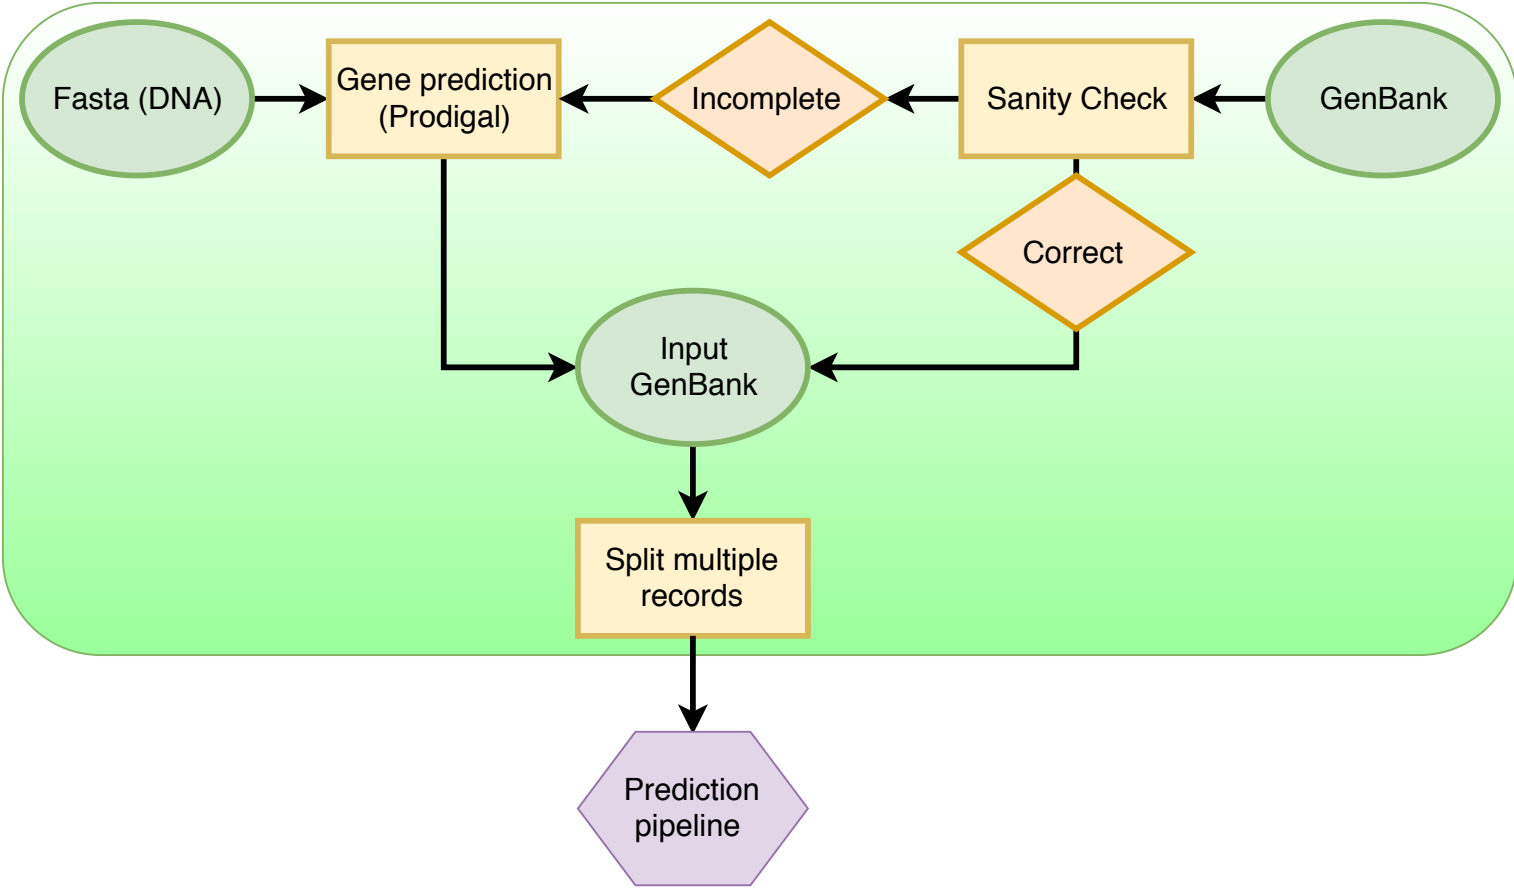 Fasta (DNA)
Gene prediction
(Prodigal)
Incomplete
Sanity Check
GenBank
Correct
Input
GenBank
Split multiple
records
Prediction
pipeline